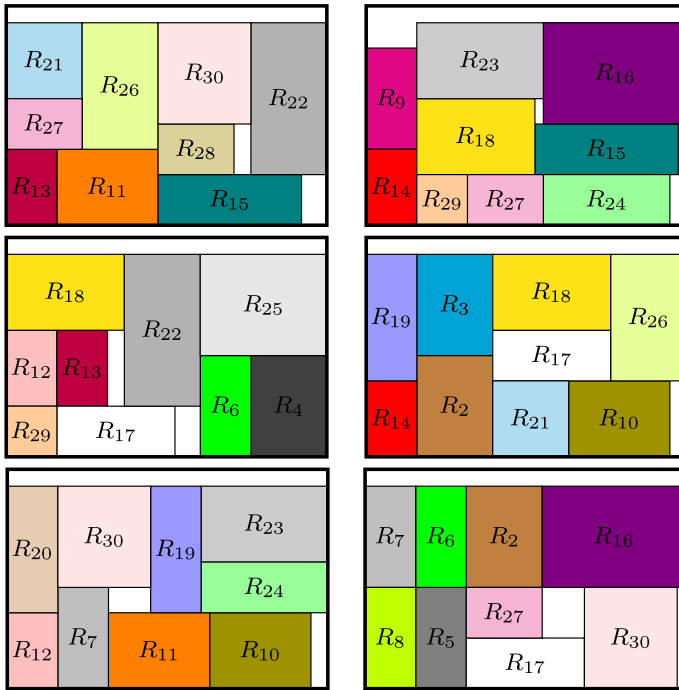 R₂₁ R₂₆ R₃₀ R₂₂
R₂₇ R₂₈
R₁₃ R₁₁ R₁₅
R₂₃ R₁₆
R₉ R₁₈ R₁₅
R₁₄ R₂₉ R₂₇ R₂₄
R₁₈ R₂₂ R₂₅
R₁₂ R₁₃ R₆ R₄
R₂₉ R₁₇
R₁₉ R₃ R₁₈ R₂₆
R₁₇
R₁₄ R₂ R₂₁ R₁₀
R₂₀ R₃₀ R₁₉ R₂₃
R₂₄
R₁₂ R₇ R₁₁ R₁₀
R₇ R₆ R₂ R₁₆
R₈ R₅ R₂₇ R₃₀
R₁₇